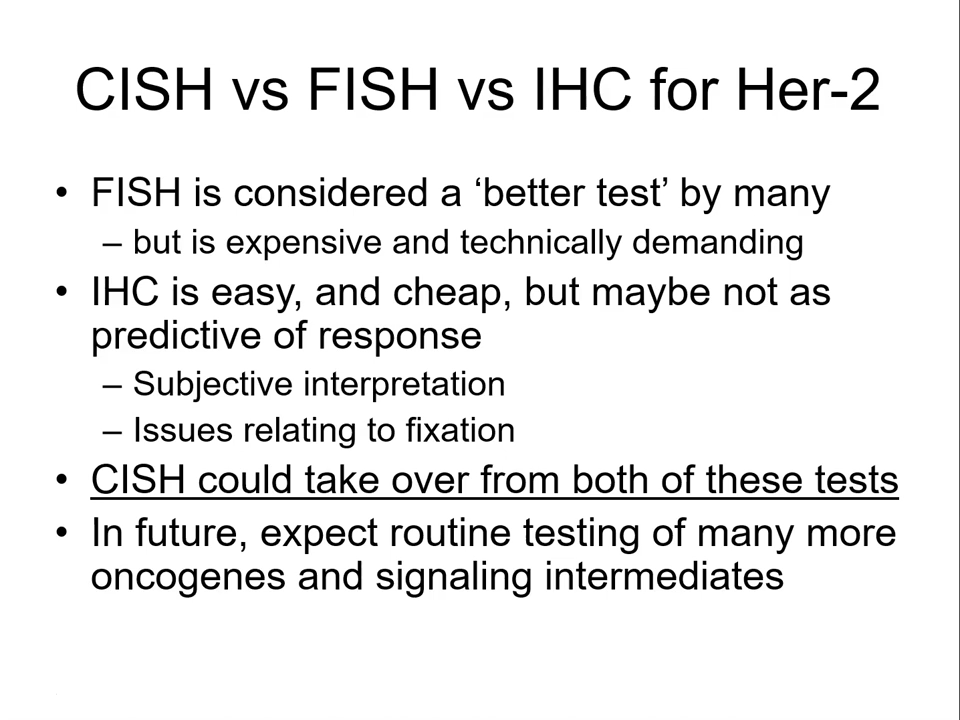 CISH vs FISH vs IHC for Her-2
• FISH is considered a ‘better test’ by many
– but is expensive and technically demanding
• IHC is easy, and cheap, but maybe not as
predictive of response
– Subjective interpretation
– Issues relating to fixation
• CISH could take over from both of these tests
• In future, expect routine testing of many more
oncogenes and signaling intermediates